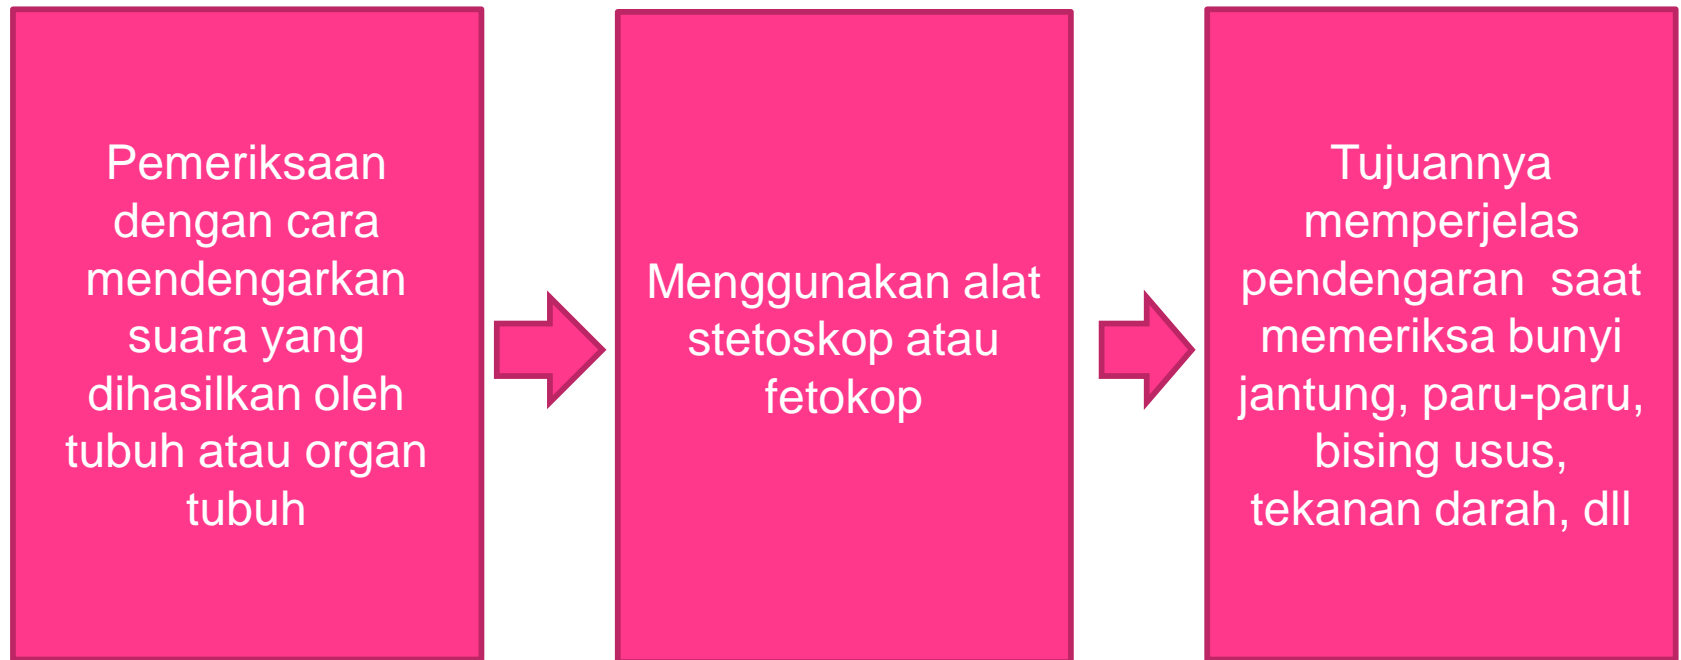 Pemeriksaan
dengan cara
mendengarkan
suara yang
dihasilkan oleh
tubuh atau organ
tubuh
Menggunakan alat
stetoskop atau
fetokop
Tujuannya
memperjelas
pendengaran  saat
memeriksa bunyi
jantung, paru-paru,
bising usus,
tekanan darah, dll